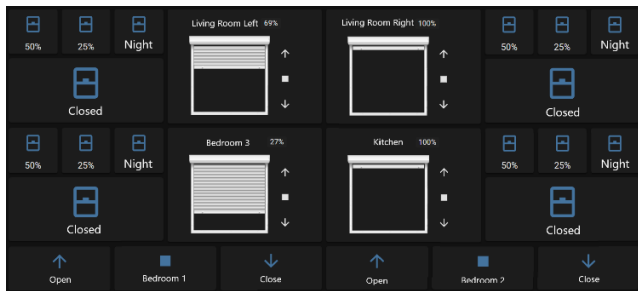 Living Room Left 69%
Living Room Right 100%
50% 25% Night
50% 25% Night
Closed
Closed
Bedroom 3 27%
Kitchen 100%
50% 25% Night
50% 25% Night
Closed
Closed
Open Bedroom 1 Close
Open Bedroom 2 Close